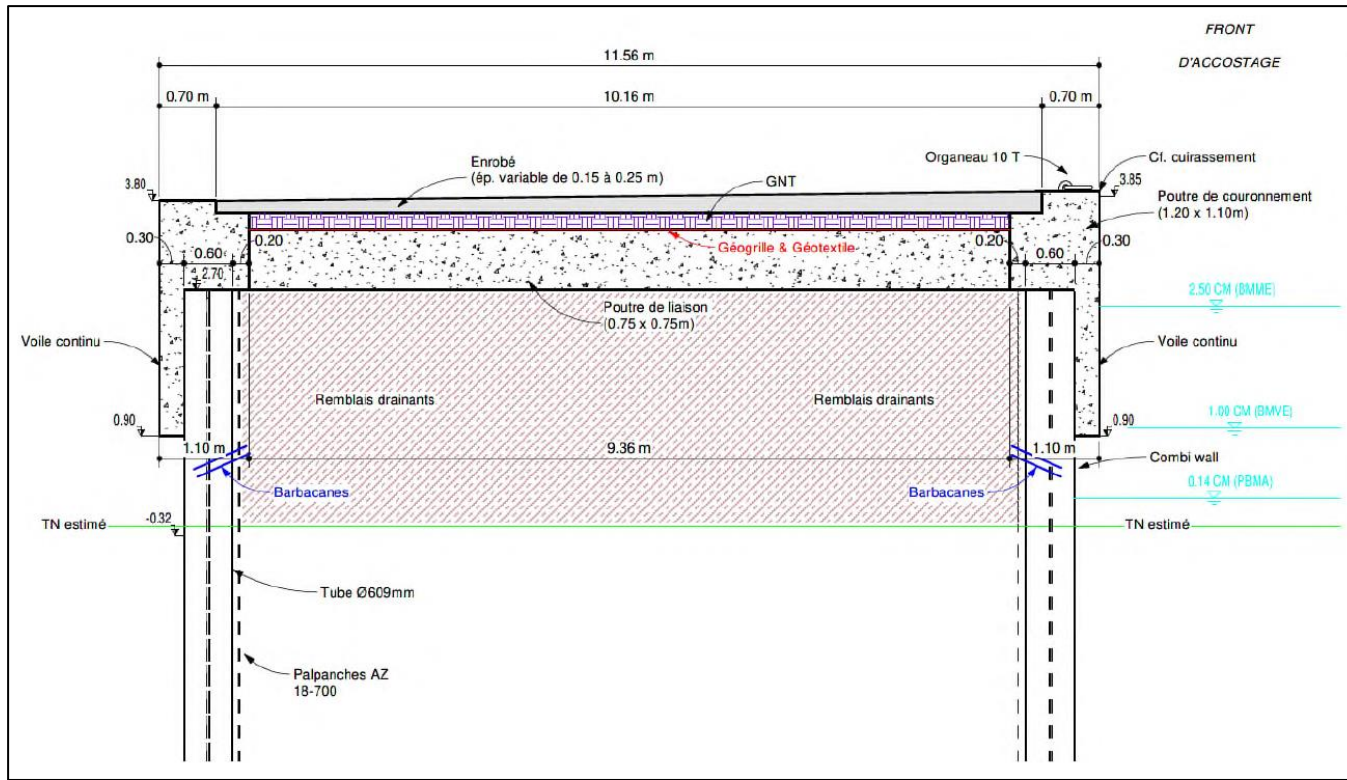 FRONT
D'ACCOSTAGE
11.56 m
0.70 m
10.16 m
0.70 m
Enrobé
(ép. variable de 0.15 à 0.25 m)
GNT
Organeau 10 T
Cf. cuirassement
3.80
3.85
Poutre de couronnement
(1.20 x 1.10m)
0.30
0.60
0.20
Géogrille & Géotextile
0.20
0.60
0.30
2.70
Poutre de liaison
(0.75 x 0.75m)
2.50 CM (BMME)
Voile continu
Voile continu
Remblais drainants
Remblais drainants
1.00 CM (BMVE)
0.90
0.90
1.10 m
9.36 m
1.10 m
Combi wall
Barbacanes
Barbacanes
0.14 CM (PBMA)
-0.32
TN estimé
TN estimé
Tube Ø609mm
Palpanches AZ
18-700